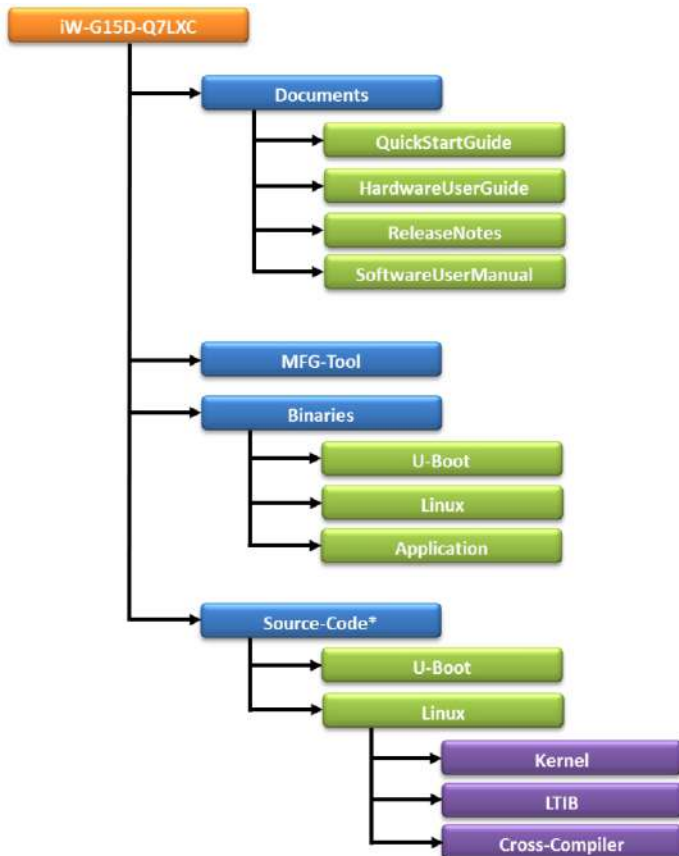 iW-G15D-Q7LXC
Documents
QuickStartGuide
HardwareUserGuide
ReleaseNotes
SoftwareUserManual
MFG-Tool
Binaries
U-Boot
Linux
Application
Source-Code*
U-Boot
Linux
Kernel
LTIB
Cross-Compiler